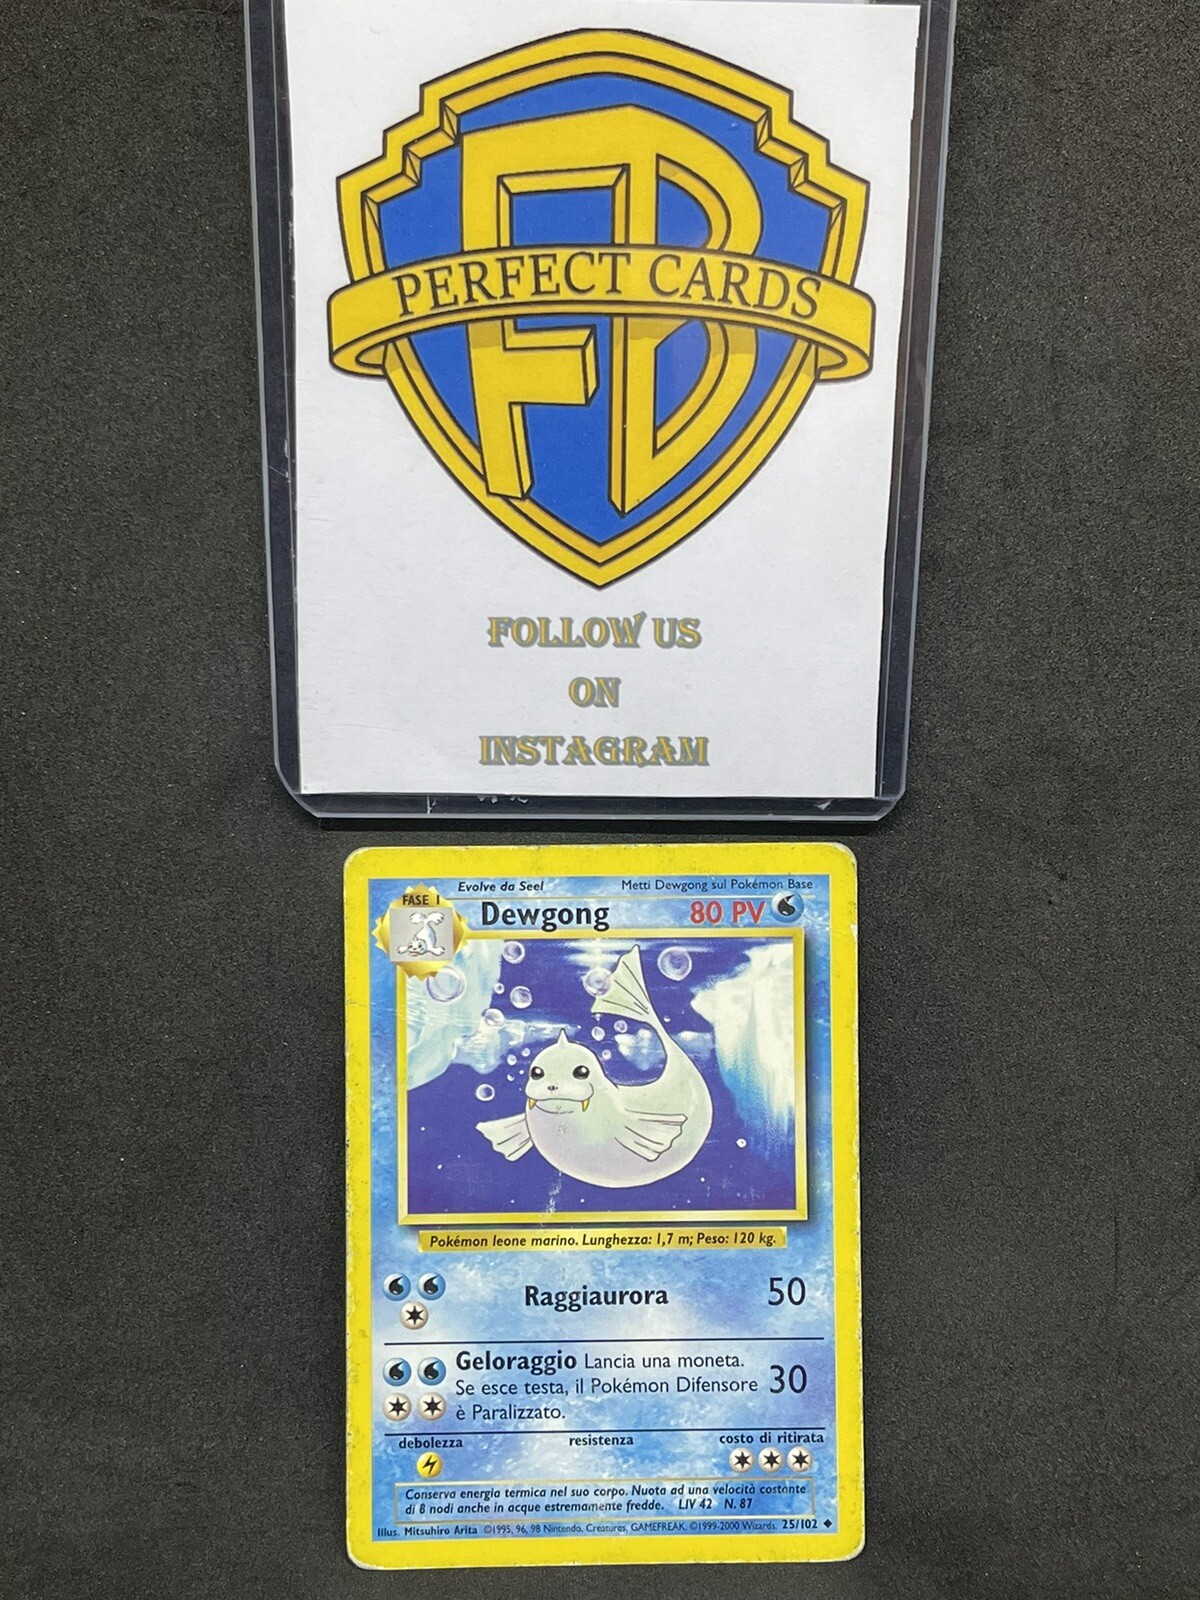 FB
PERFECT CARDS
FOLLOW US
ON
INSTAGRAM
Evolve da Seel
Metti Dewgong sul Pokémon Base
FASE 1
Dewgong
80 PV
Pokémon leone marino. Lunghezza: 1,7 m; Peso: 120 kg.
Raggiaurora 50
Geloraggio Lancia una moneta.
Se esce testa, il Pokémon Difensore 30
è Paralizzato.
debolezza resistenza costo di ritirata
Conserva energia termica nel suo corpo. Nuota ad una velocità costante
di 8 nodi anche in acque estremamente fredde. LIV 42 N. 87
Illus. Mitsuhiro Arita ©1995, 96, 98 Nintendo, Creatures, GAMEFREAK. ©1999-2000 Wizards. 25/102